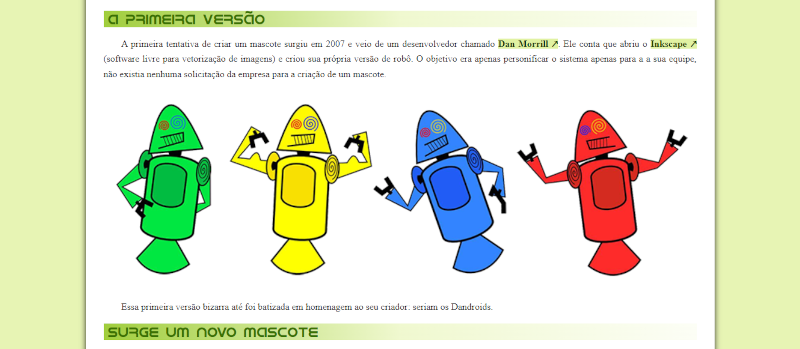 A PRIMEIRA VERSÃO
A primeira tentativa de criar um mascote surgiu em 2007 e veio de um desenvolvedor chamado Dan Morrill ↗. Ele conta que abriu o Inkscape ↗
(software livre para vetorização de imagens) e criou sua própria versão de robô. O objetivo era apenas personificar o sistema apenas para a a sua equipe,
não existia nenhuma solicitação da empresa para a criação de um mascote.
Essa primeira versão bizarra até foi batizada em homenagem ao seu criador. seriam os Dandroids.
SURGE UM NOVO MASCOTE